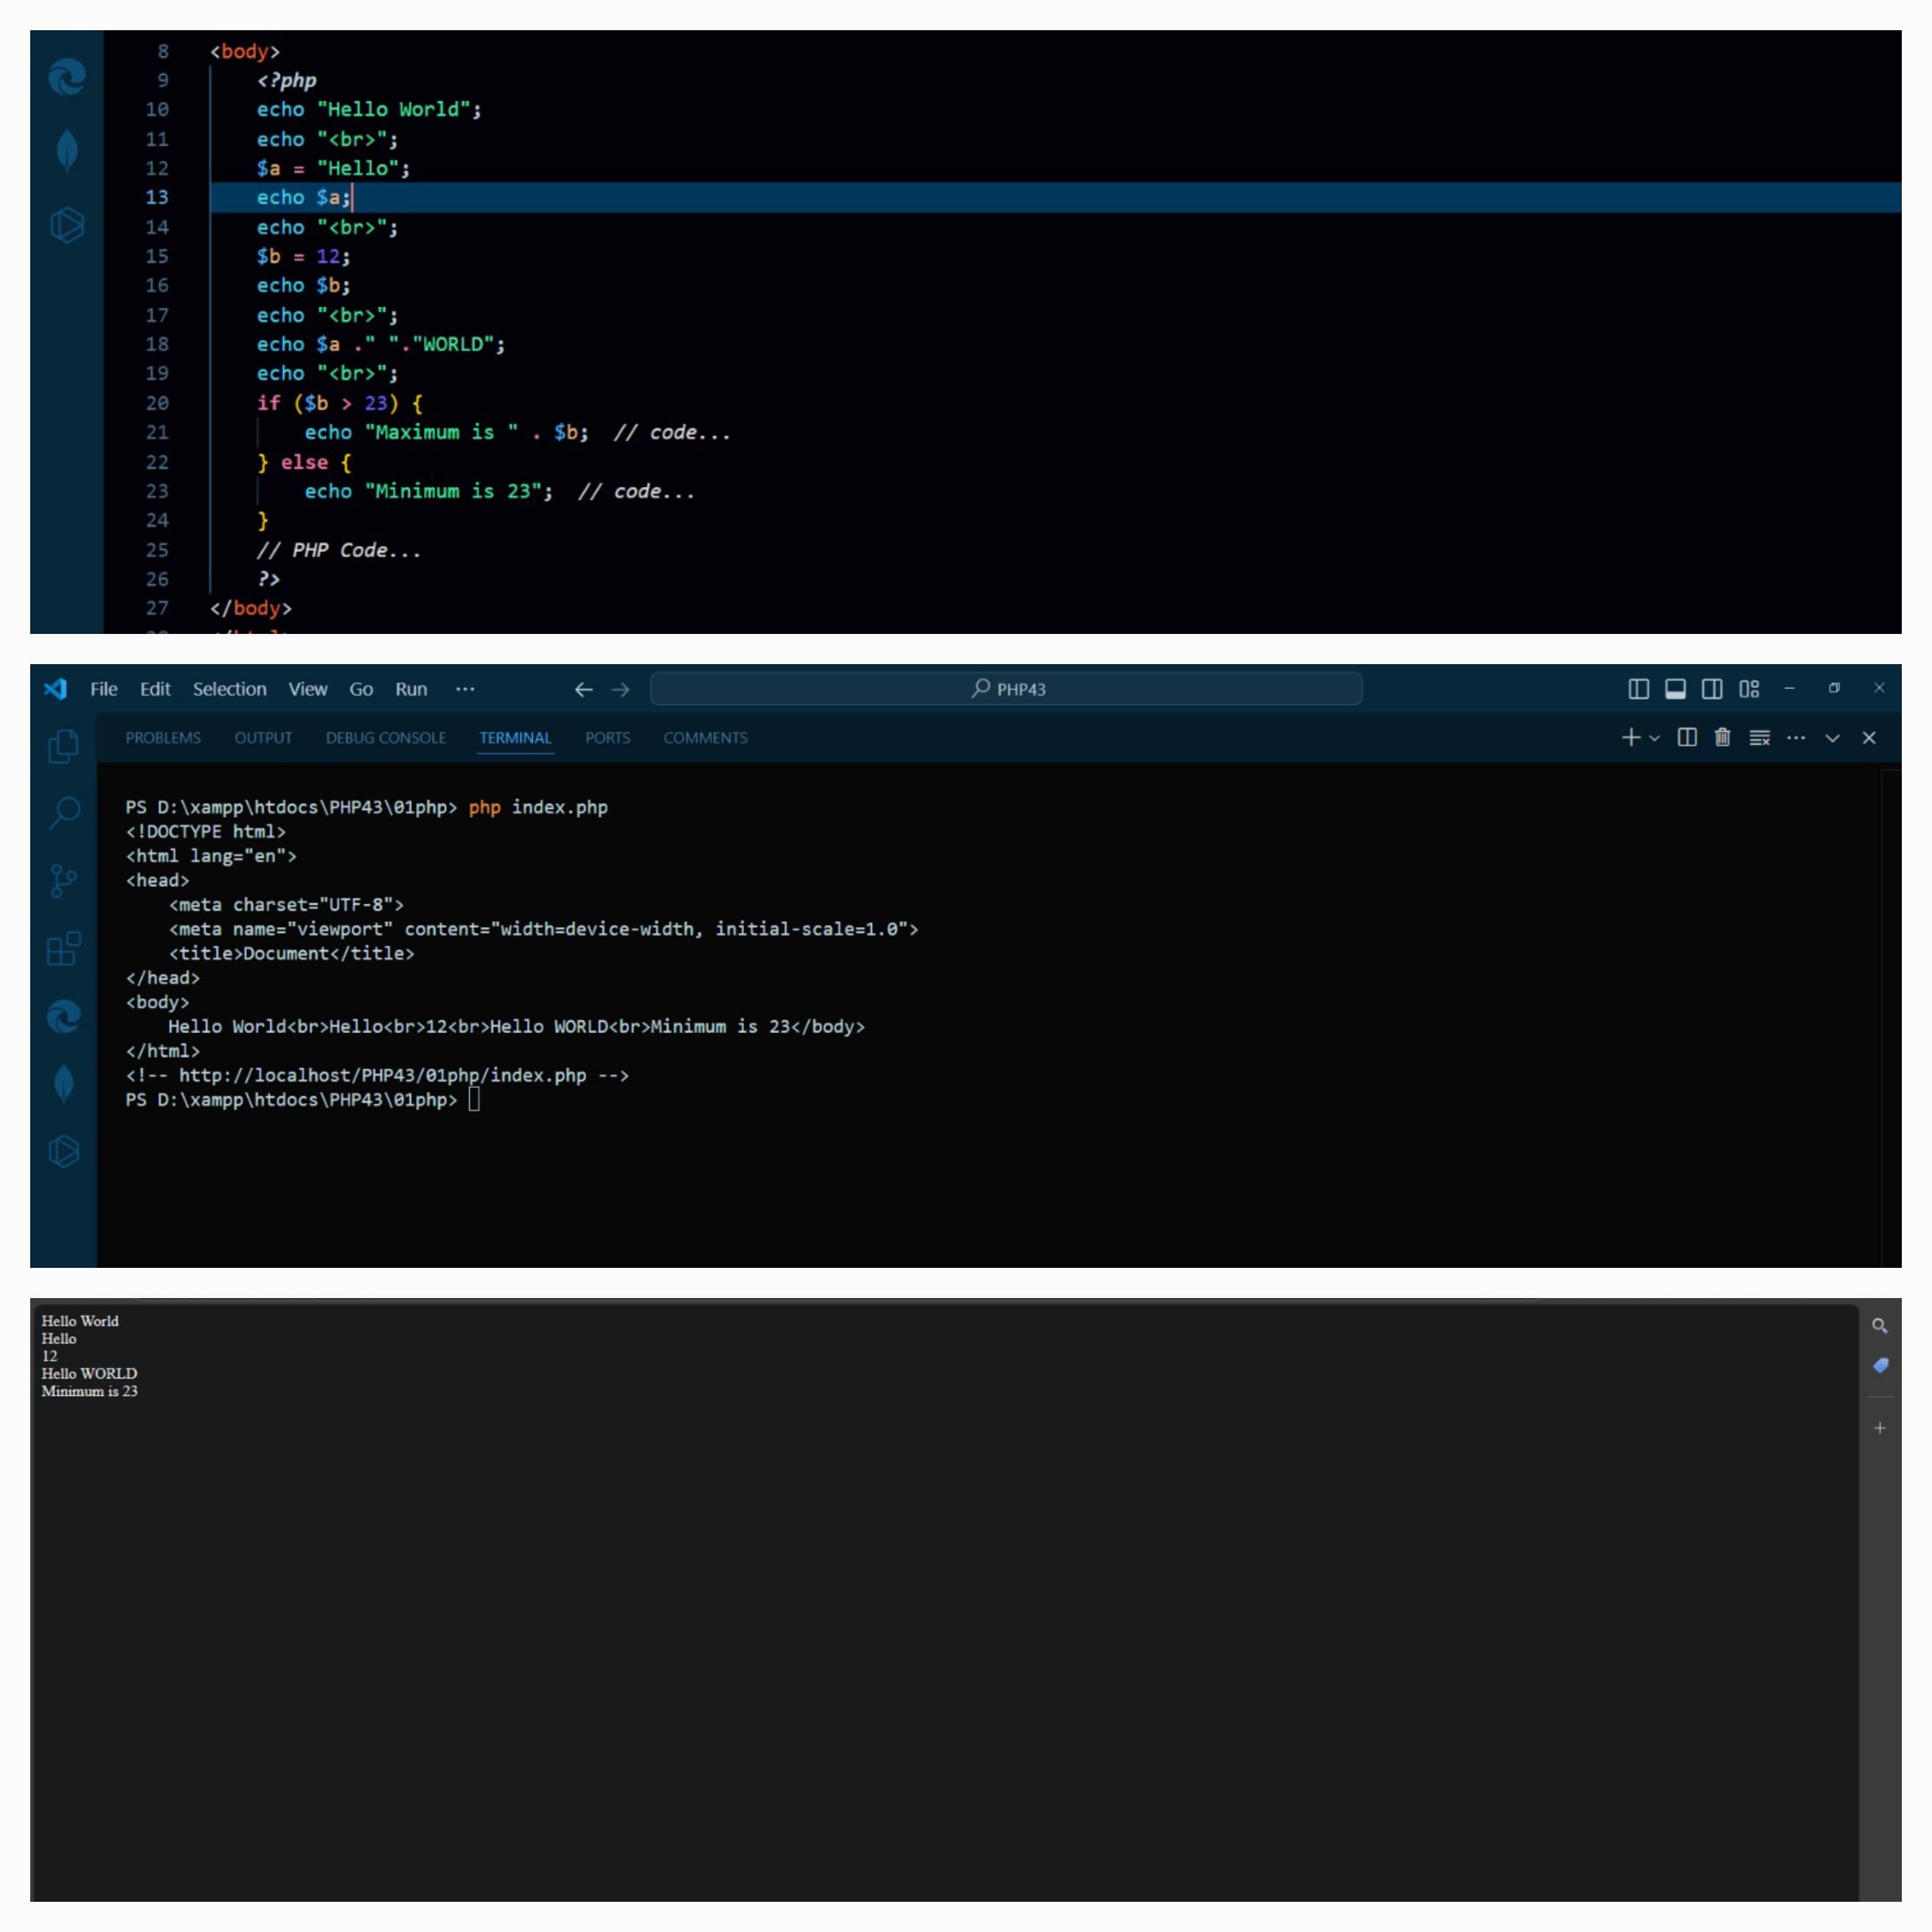 8 <body>
9 <?php
10 echo "Hello World";
11 echo "<br>";
12 $a = "Hello";
13 echo $a;
14 echo "<br>";
15 $b = 12;
16 echo $b;
17 echo "<br>";
18 echo $a ." "."WORLD";
19 echo "<br>";
20 if ($b > 23) {
21 echo "Maximum is " . $b; // code...
22 } else {
23 echo "Minimum is 23"; // code...
24 }
25 // PHP Code...
26 ?>
27 </body>
File Edit Selection View Go Run ··· PHP43
PROBLEMS OUTPUT DEBUG CONSOLE TERMINAL PORTS COMMENTS
PS D:\xampp\htdocs\PHP43\01php> php index.php
<!DOCTYPE html>
<html lang="en">
<head>
<meta charset="UTF-8">
<meta name="viewport" content="width=device-width, initial-scale=1.0">
<title>Document</title>
</head>
<body>
Hello World<br>Hello<br>12<br>Hello WORLD<br>Minimum is 23</body>
</html>
<!-- http://localhost/PHP43/01php/index.php -->
PS D:\xampp\htdocs\PHP43\01php>
Hello World
Hello
12
Hello WORLD
Minimum is 23